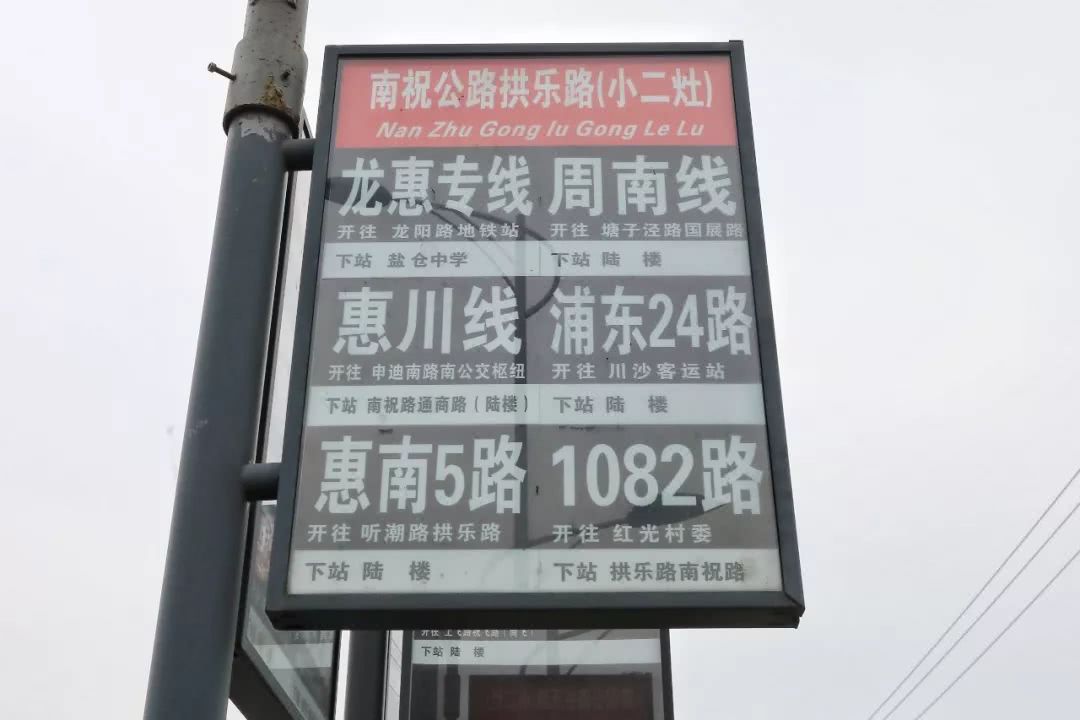 南祝公路拱乐路(小二灶)
Nan Zhu Gong lu Gong Le Lu
龙惠专线
开往 龙阳路地铁站
下站 盐仓中学
周南线
开往 塘子泾路国展路
下站 陆 楼
惠川线
开往 申迪南路南公交枢纽
下站 南祝路通商路(陆楼)
浦东24路
开往 川沙客运站
下站 陆 楼
惠南5路
开往 听潮路拱乐路
下站 陆 楼
1082路
开往 红光村委
下站 拱乐路南祝路
下站 陆 楼